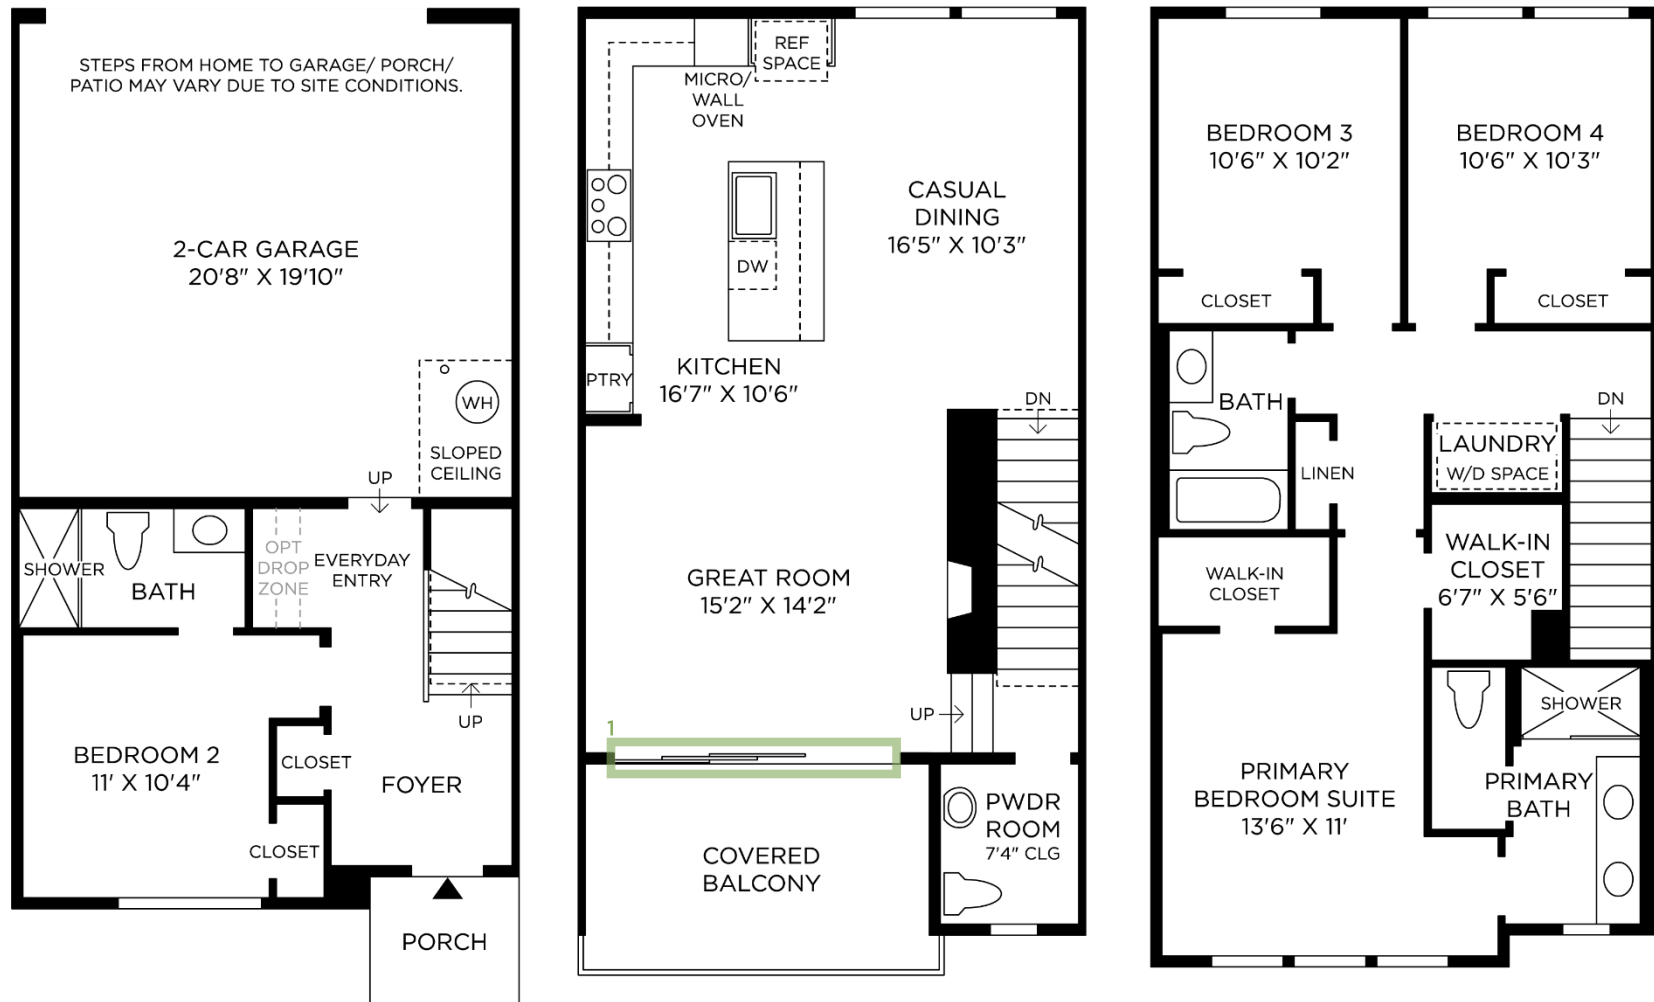 STEPS FROM HOME TO GARAGE/ PORCH/
PATIO MAY VARY DUE TO SITE CONDITIONS.
2-CAR GARAGE
20'8" X 19'10"
WH
SLOPED
CEILING
UP
SHOWER
BATH
OPT
DROP
ZONE
EVERYDAY
ENTRY
UP
BEDROOM 2
11' X 10'4"
CLOSET
FOYER
CLOSET
PORCH
REF
SPACE
MICRO/
WALL
OVEN
CASUAL
DINING
16'5" X 10'3"
DW
PTRY
KITCHEN
16'7" X 10'6"
DN
GREAT ROOM
15'2" X 14'2"
UP
1
PWDR
ROOM
7'4" CLG
COVERED
BALCONY
BEDROOM 3
10'6" X 10'2"
BEDROOM 4
10'6" X 10'3"
CLOSET
CLOSET
BATH
DN
LAUNDRY
W/D SPACE
LINEN
WALK-IN
CLOSET
6'7" X 5'6"
WALK-IN
CLOSET
SHOWER
PRIMARY
BEDROOM SUITE
13'6" X 11'
PRIMARY
BATH